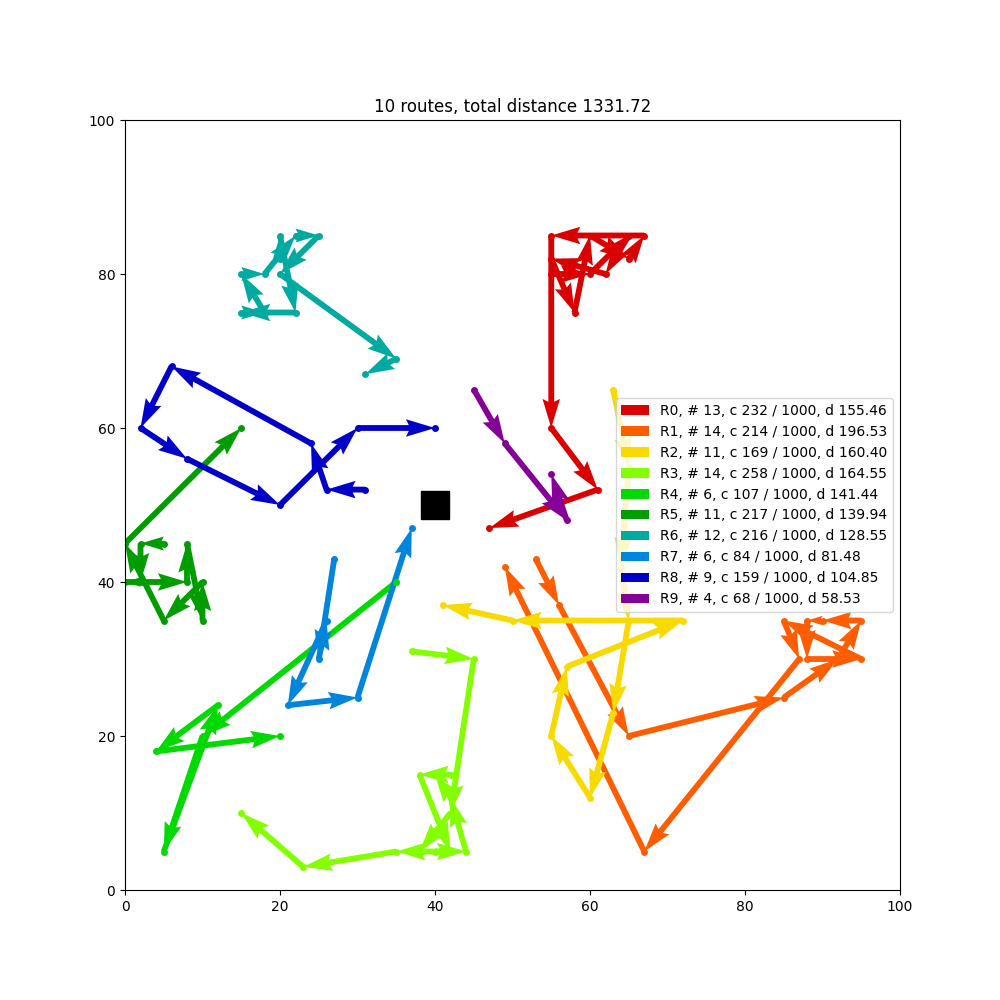 10 routes, total distance 1331.72
100
80
60
40
20
0
0 20 40 60 80 100
R0, # 13, c 232 / 1000, d 155.46
R1, # 14, c 214 / 1000, d 196.53
R2, # 11, c 169 / 1000, d 160.40
R3, # 14, c 258 / 1000, d 164.55
R4, # 6, c 107 / 1000, d 141.44
R5, # 11, c 217 / 1000, d 139.94
R6, # 12, c 216 / 1000, d 128.55
R7, # 6, c 84 / 1000, d 81.48
R8, # 9, c 159 / 1000, d 104.85
R9, # 4, c 68 / 1000, d 58.53